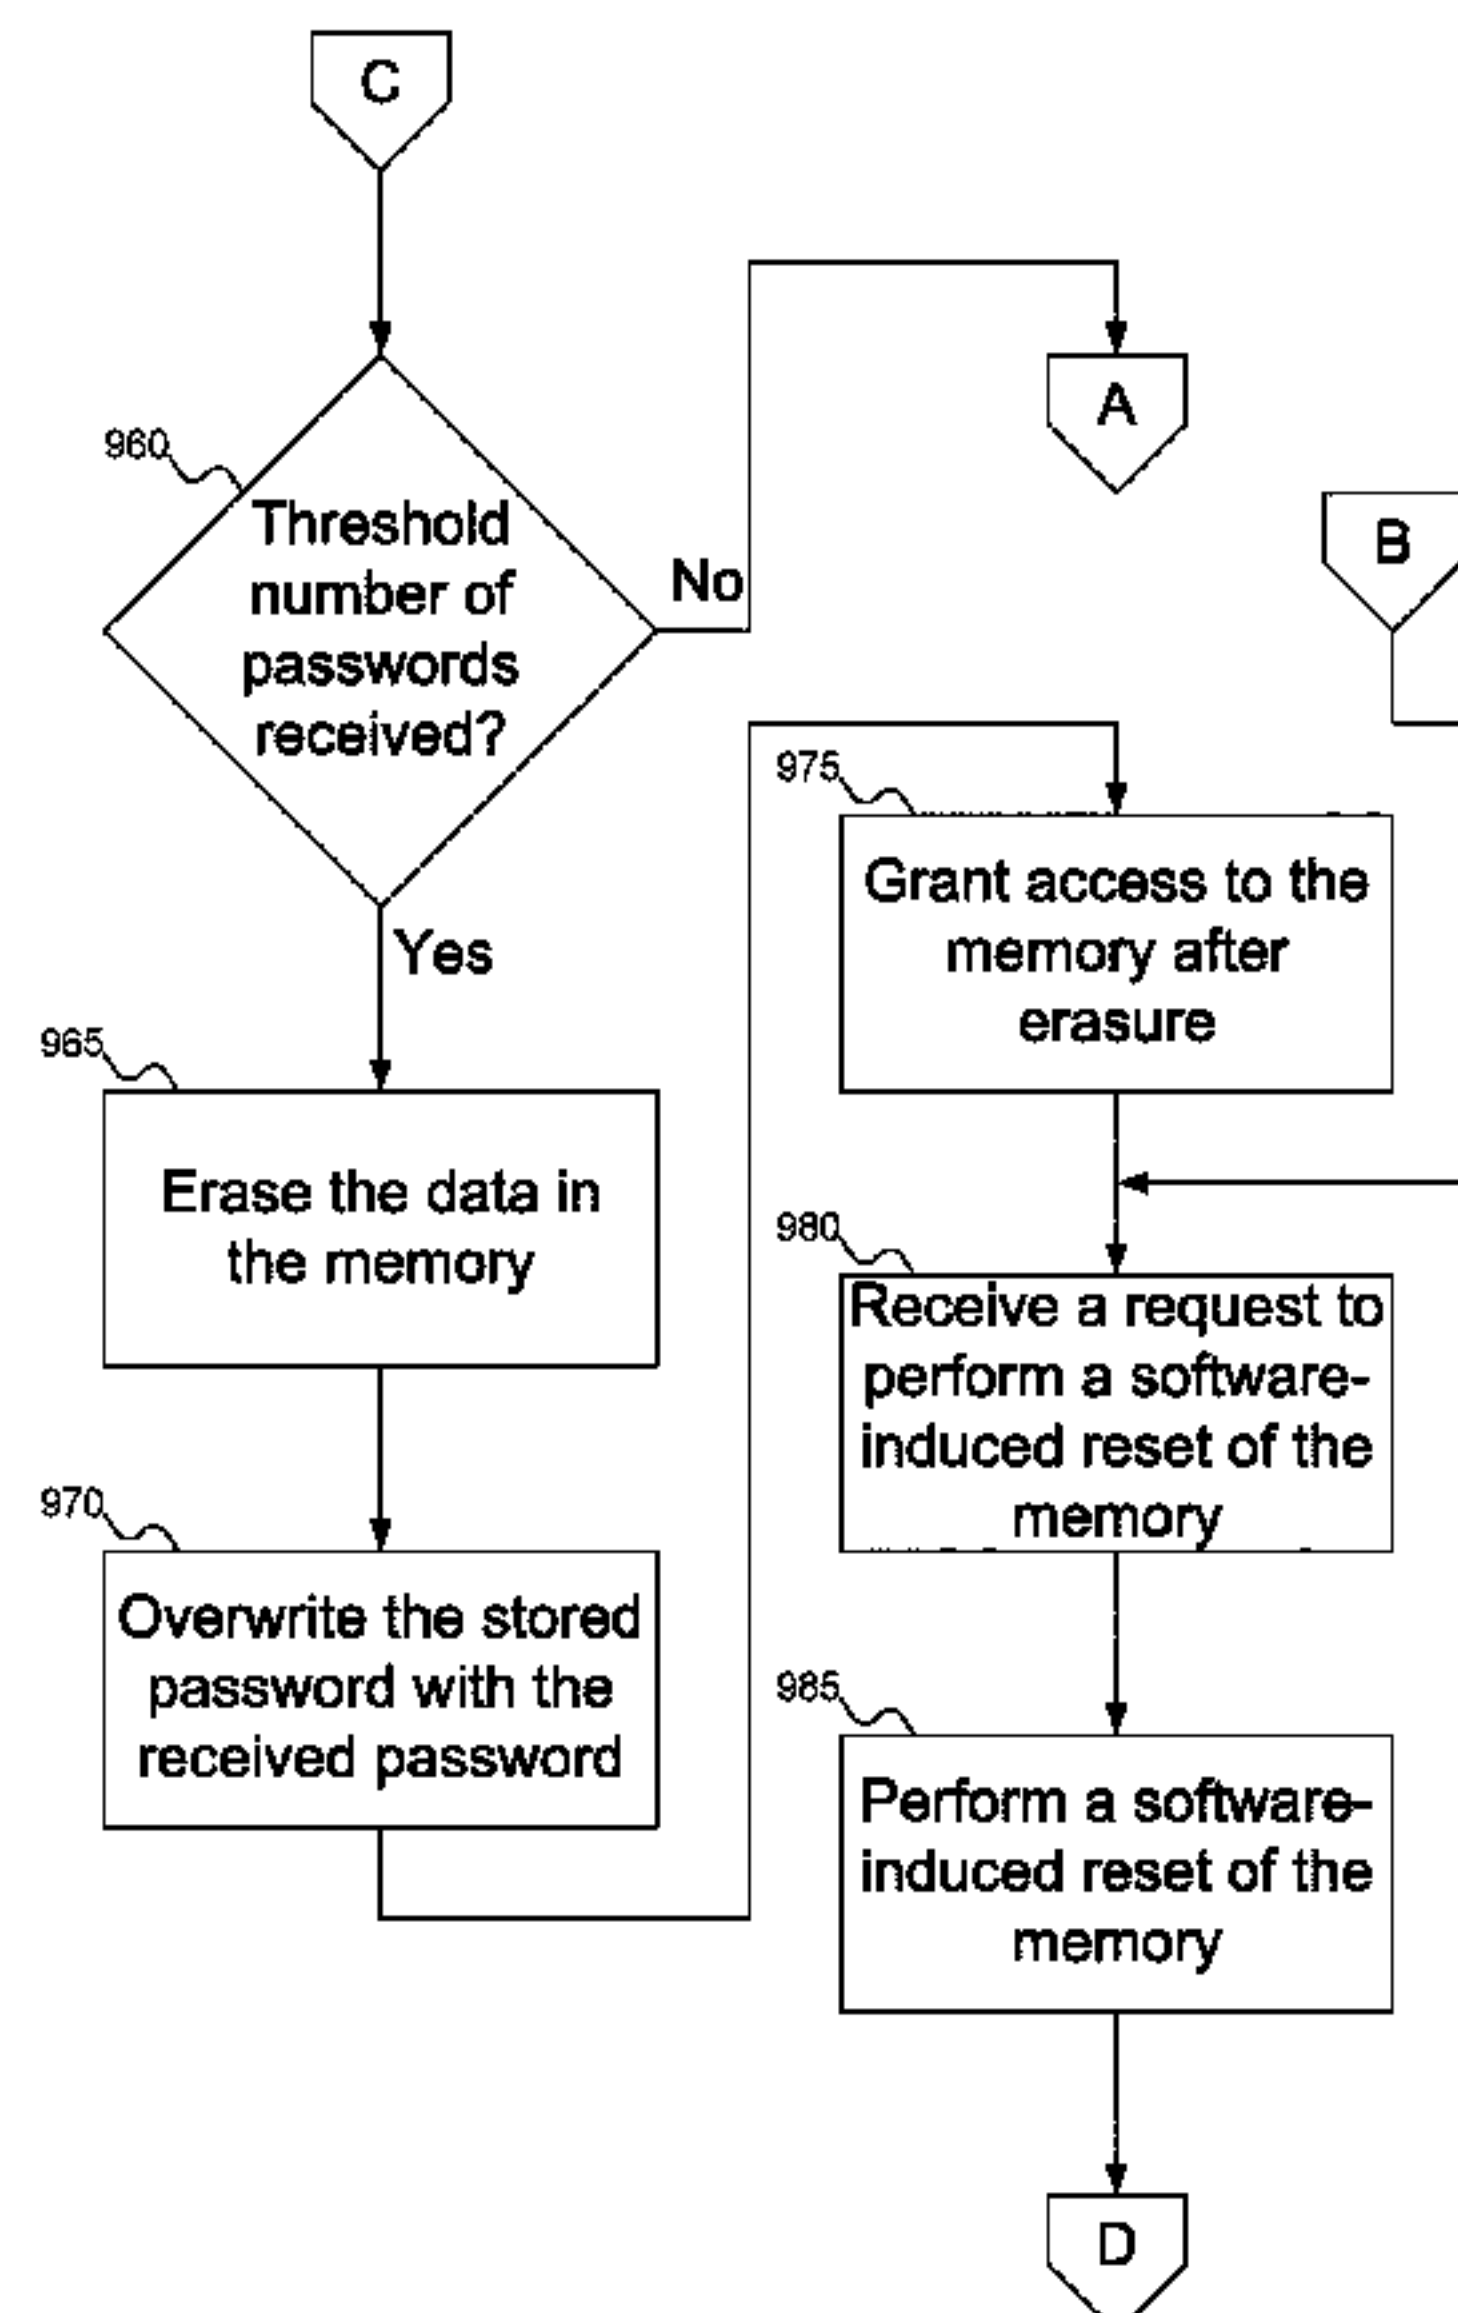 C
960
Threshold
number of
passwords
received?
No
Yes
965
Erase the data in
the memory
970
Overwrite the stored
password with the
received password
A
B
975
Grant access to the
memory after
erasure
980
Receive a request to
perform a software-
induced reset of the
memory
985
Perform a software-
induced reset of the
memory
D